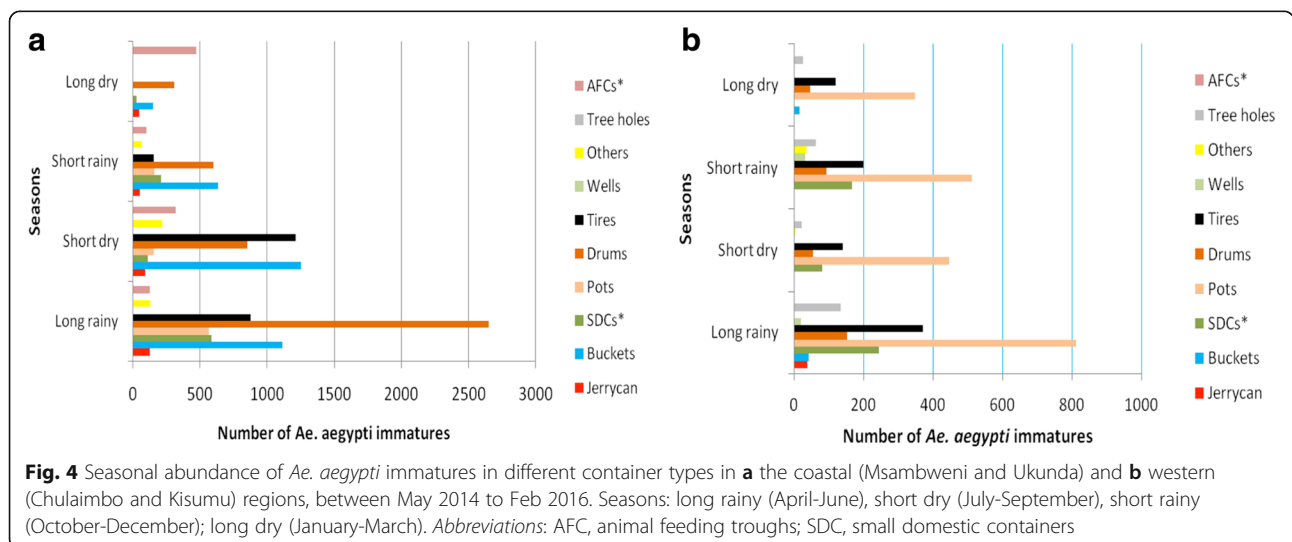 a
Long dry
Short rainy
Short dry
Long rainy
Seasons
0 500 1000 1500 2000 2500 3000
Number of Ae. aegypti immatures
AFCs*
Tree holes
Others
Wells
Tires
Drums
Pots
SDCs*
Buckets
Jerrycan
b
Long dry
Short rainy
Short dry
Long rainy
Seasons
0 200 400 600 800 1000
Number of Ae. aegypti immatures
AFCs*
Tree holes
Others
Wells
Tires
Drums
Pots
SDCs*
Buckets
Jerrycan
Fig. 4 Seasonal abundance of Ae. aegypti immatures in different container types in a the coastal (Msambweni and Ukunda) and b western
(Chulaimbo and Kisumu) regions, between May 2014 to Feb 2016. Seasons: long rainy (April-June), short dry (July-September), short rainy
(October-December); long dry (January-March). Abbreviations: AFC, animal feeding troughs; SDC, small domestic containers